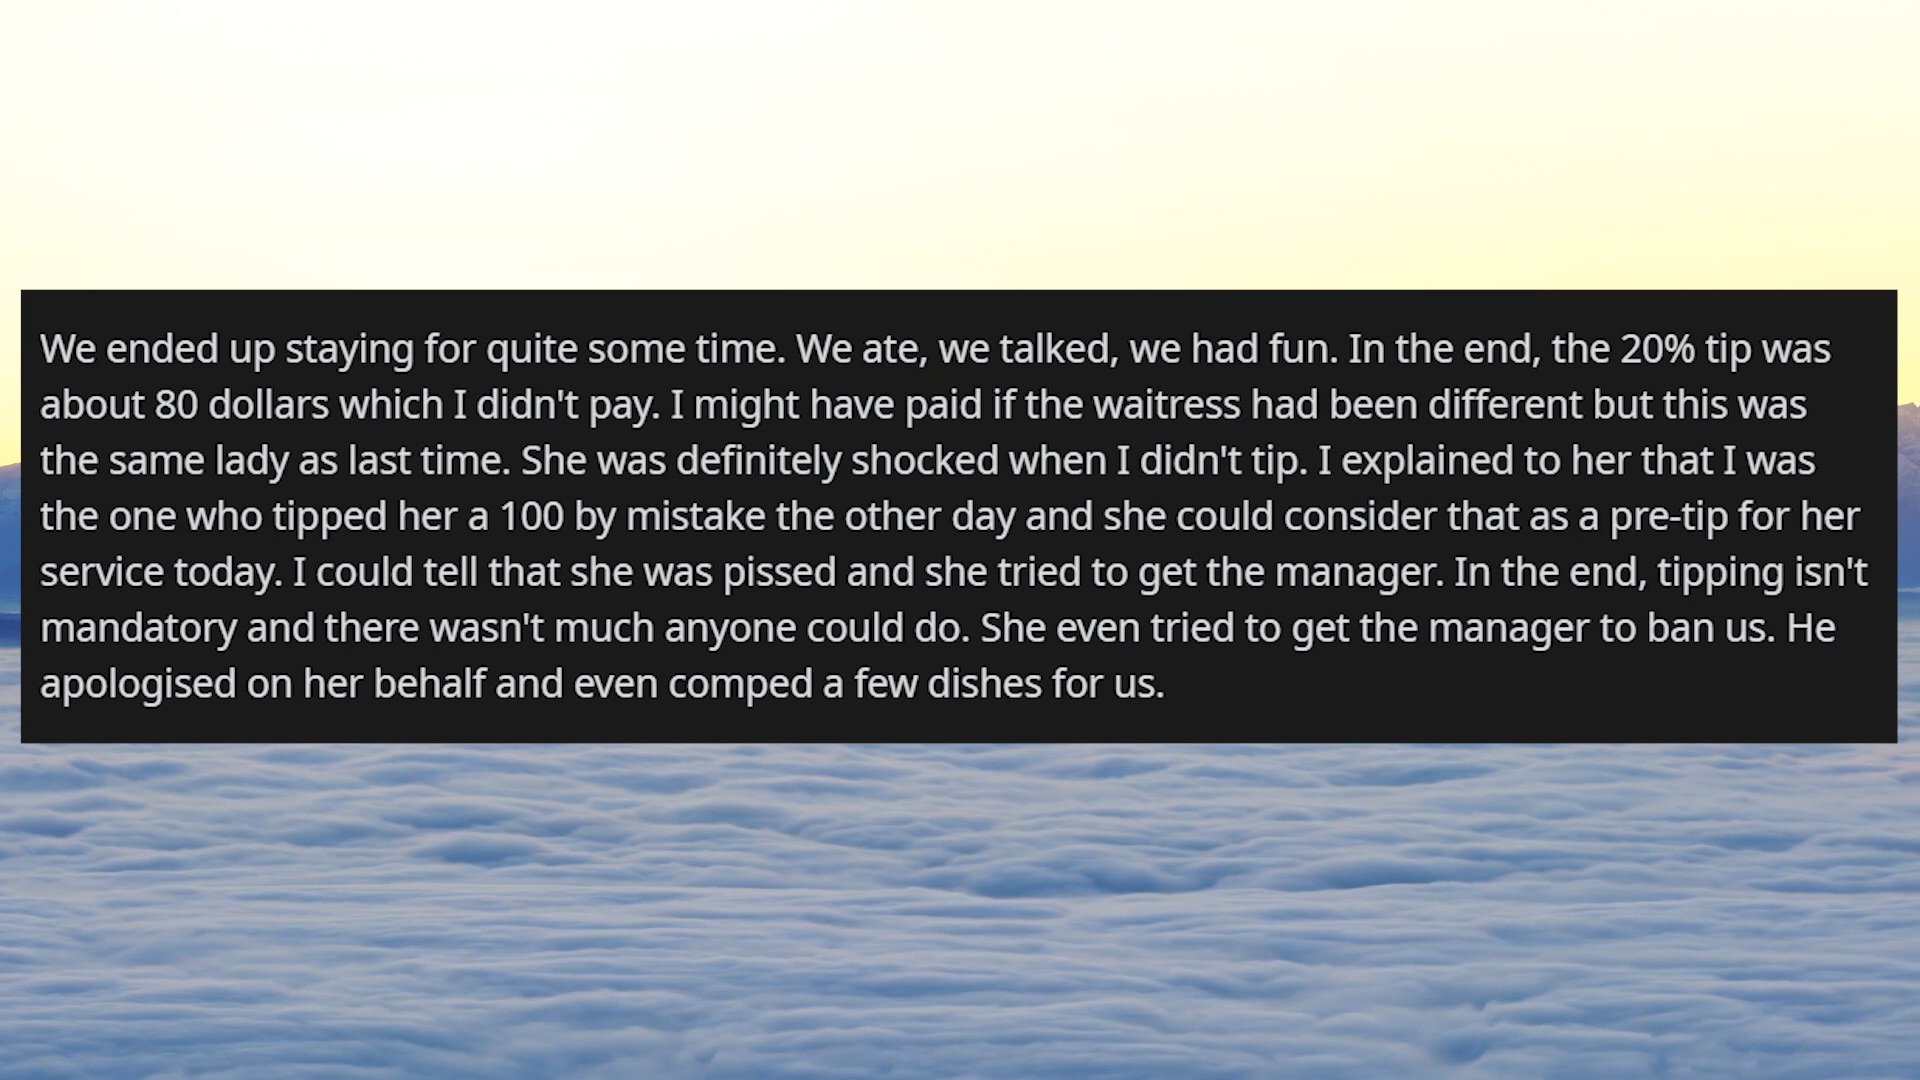 We ended up staying for quite some time. We ate, we talked, we had fun. In the end, the 20% tip was
about 80 dollars which I didn't pay. I might have paid if the waitress had been different but this was
the same lady as last time. She was definitely shocked when I didn't tip. I explained to her that I was
the one who tipped her a 100 by mistake the other day and she could consider that as a pre-tip for her
service today. I could tell that she was pissed and she tried to get the manager. In the end, tipping isn't
mandatory and there wasn't much anyone could do. She even tried to get the manager to ban us. He
apologised on her behalf and even comped a few dishes for us.